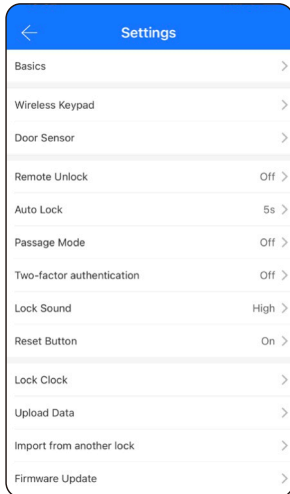 Settings
Basics
Wireless Keypad
Door Sensor
Remote Unlock Off
Auto Lock 5s
Passage Mode Off
Two-factor authentication Off
Lock Sound High
Reset Button On
Lock Clock
Upload Data
Import from another lock
Firmware Update